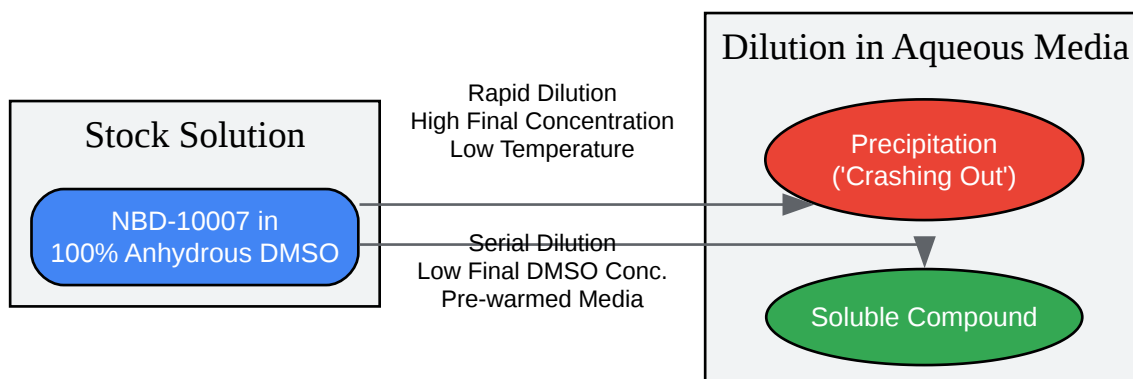 Stock Solution
NBD-10007 in
100% Anhydrous DMSO
Rapid Dilution
High Final Concentration
Low Temperature
Serial Dilution
Low Final DMSO Conc.
Pre-warmed Media
Dilution in Aqueous Media
Precipitation
('Crashing Out')
Soluble Compound